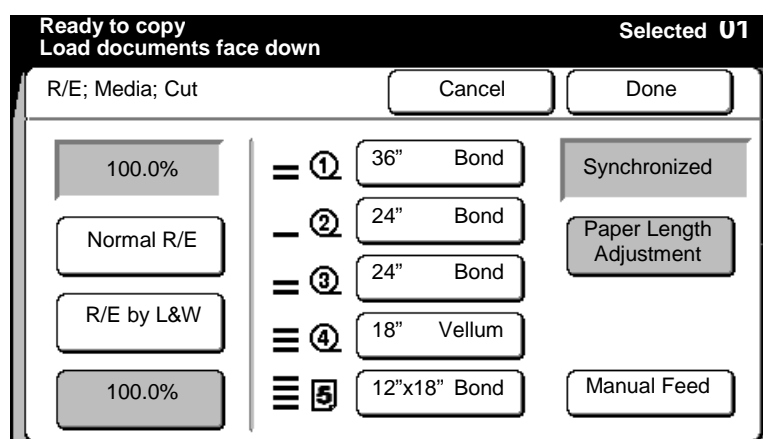 Ready to copy
Load documents face down
Selected 01
R/E; Media; Cut
Cancel
Done
100.0%
Normal R/E
R/E by L&W
100.0%
1 36” Bond
2 24” Bond
3 24” Bond
4 18” Vellum
5 12”x18” Bond
Synchronized
Paper Length
Adjustment
Manual Feed